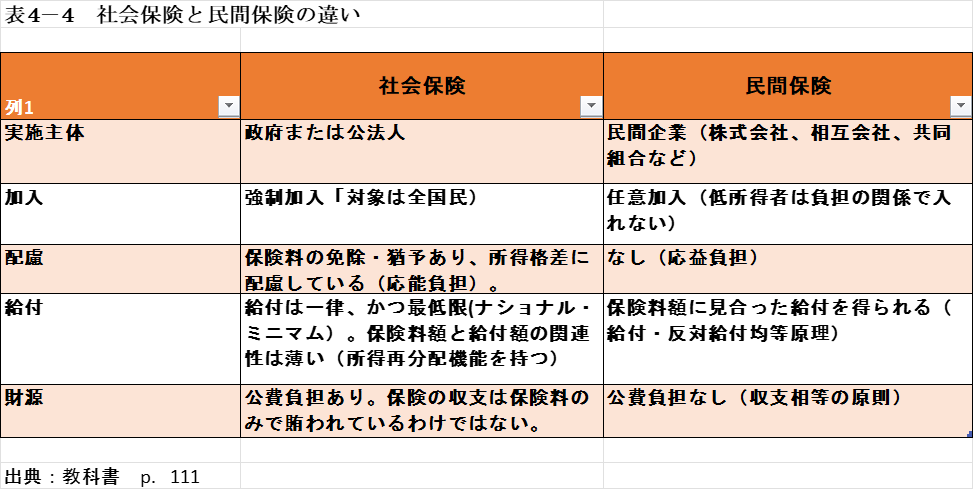 表4－4　社会保険と民間保険の違い
列1
社会保険
民間保険
実施主体
政府または公法人
民間企業（株式会社、相互会社、共同
組合など）
加入
強制加入「対象は全国民）
任意加入（低所得者は負担の関係で入
れない）
配慮
保険料の免除・猶予あり、所得格差に
配慮している（応能負担）。
なし（応益負担）
給付
給付は一律、かつ最低限(ナショナル・
ミニマム）。保険料額と給付額の関連
性は薄い（所得再分配機能を持つ）
保険料額に見合った給付を得られる（
給付・反対給付均等原理）
財源
公費負担あり。保険の収支は保険料の
みで賄われているわけではない。
公費負担なし（収支相等の原則）
出典：教科書　p. 111